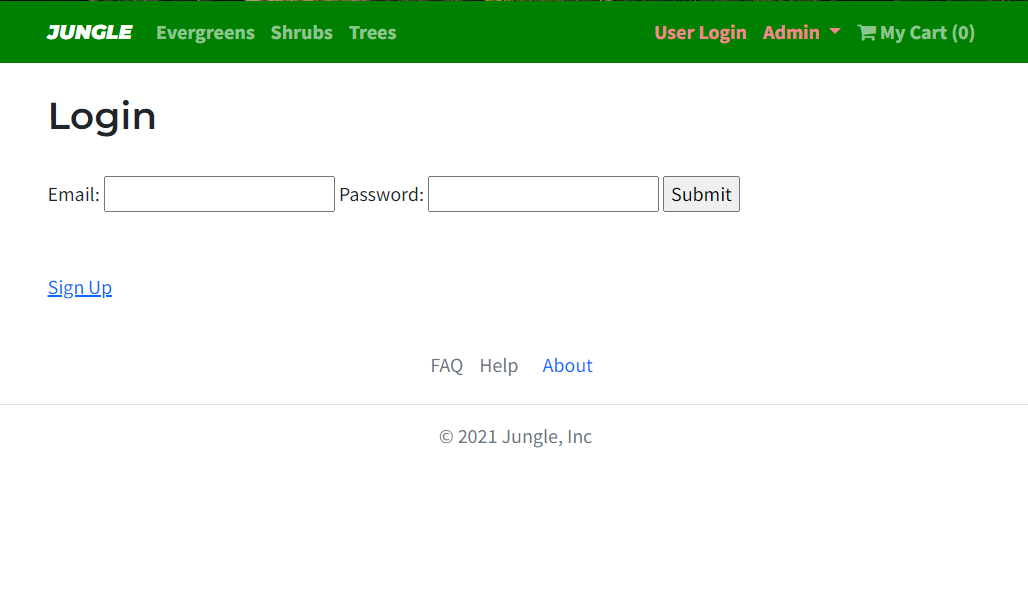 JUNGLE Evergreens Shrubs Trees User Login Admin My Cart (0)
Login
Email: Password: Submit
Sign Up
FAQ Help About
© 2021 Jungle, Inc